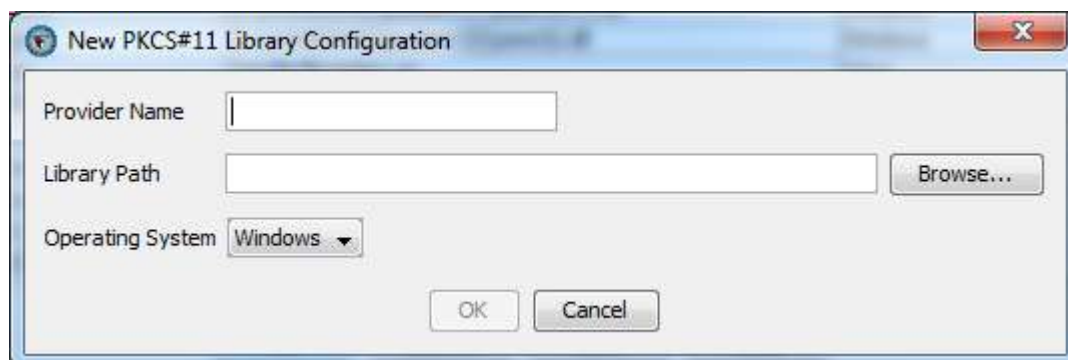 New PKCS#11 Library Configuration
Provider Name
Library Path Browse...
Operating System Windows
OK Cancel